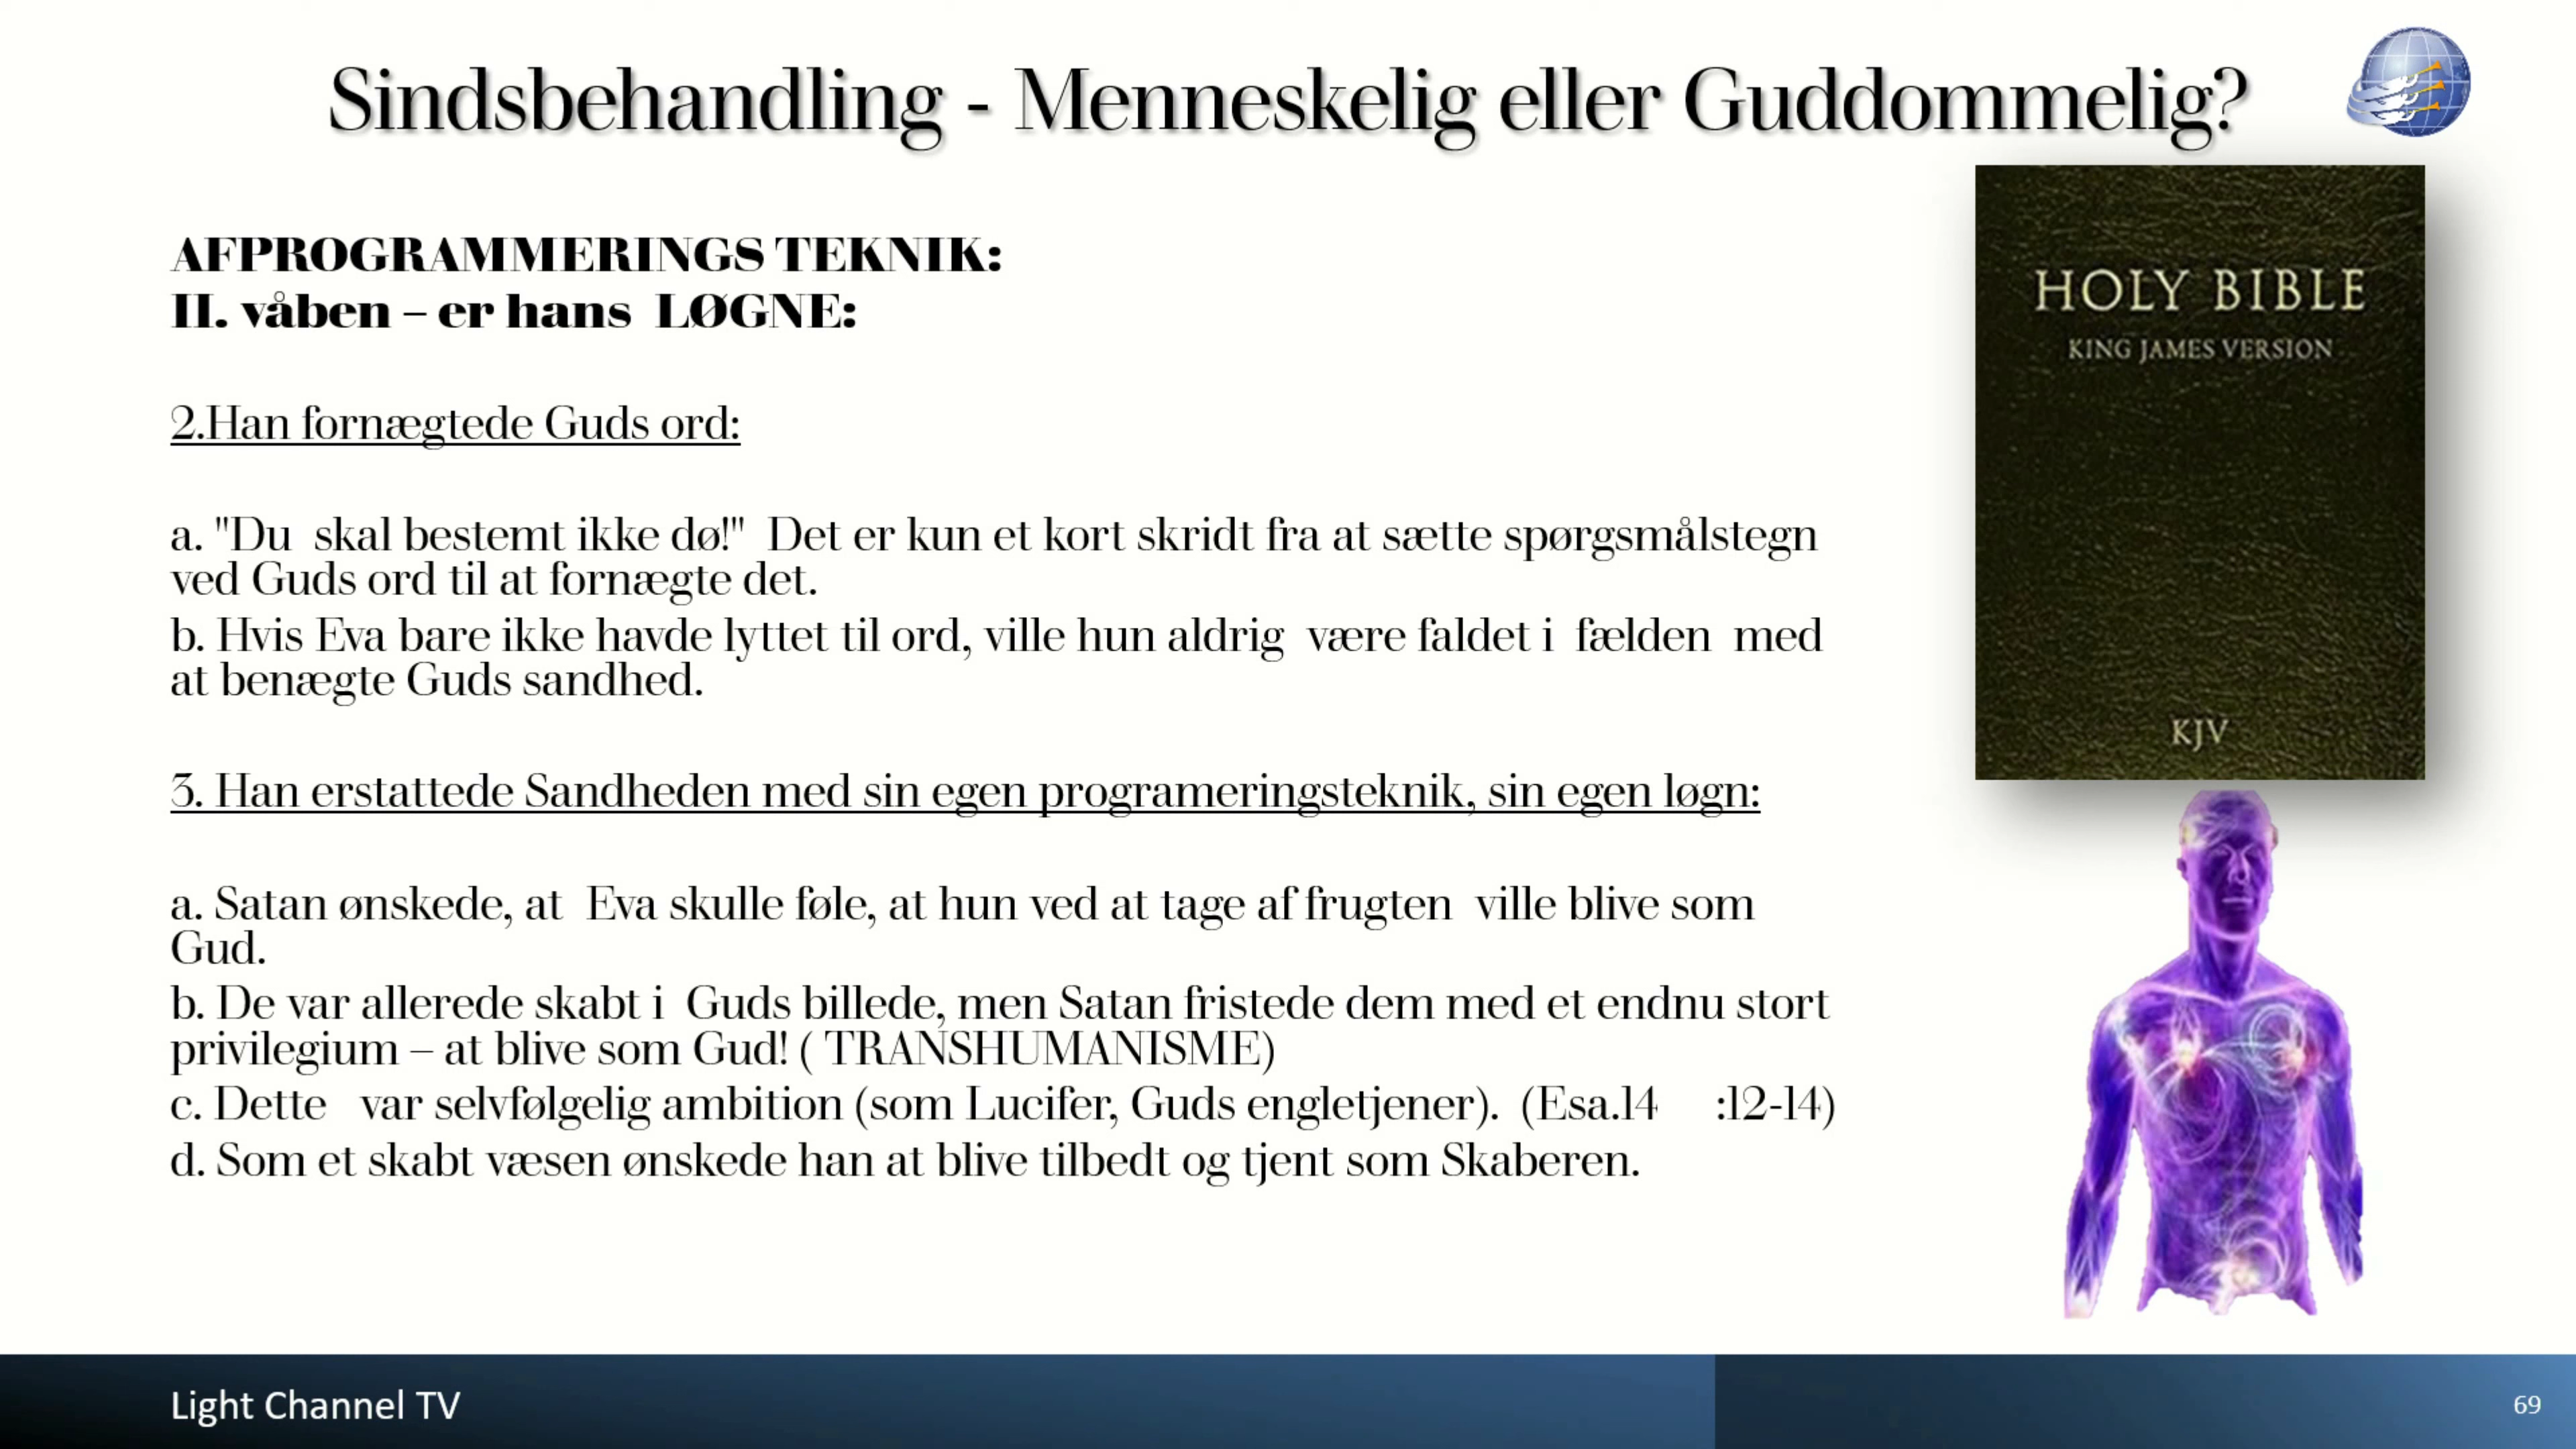 Sindsbehandling - Menneskelig eller Guddommelig?
AFPROGRAMMERINGS TEKNIK:
II. våben – er hans LØGNE:
2.Han fornægtede Guds ord:
a. "Du skal bestemt ikke dø!" Det er kun et kort skridt fra at sætte spørgsmålstegn
ved Guds ord til at fornægte det.
b. Hvis Eva bare ikke havde lyttet til ord, ville hun aldrig være faldet i fælden med
at benægte Guds sandhed.
3. Han erstattede Sandheden med sin egen programeringsteknik, sin egen løgn:
a. Satan ønskede, at Eva skulle føle, at hun ved at tage af frugten ville blive som
Gud.
b. De var allerede skabt i Guds billede, men Satan fristede dem med et endnu stort
privilegium – at blive som Gud! ( TRANSHUMANISME)
c. Dette var selvfølgelig ambition (som Lucifer, Guds engletjener). (Esa.14 :12-14)
d. Som et skabt væsen ønskede han at blive tilbedt og tjent som Skaberen.
HOLY BIBLE
KING JAMES VERSION
KJV
Light Channel TV
69